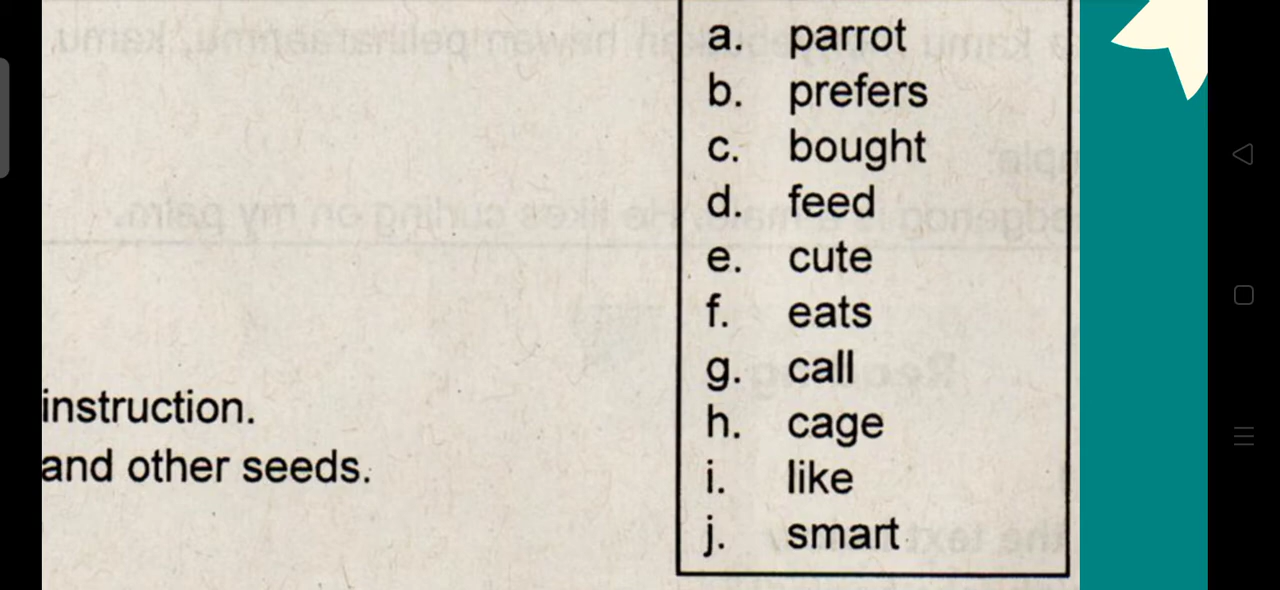 a. parrot
b. prefers
c. bought
d. feed
e. cute
f. eats
g. call
h. cage
i. like
j. smart
instruction.
and other seeds.